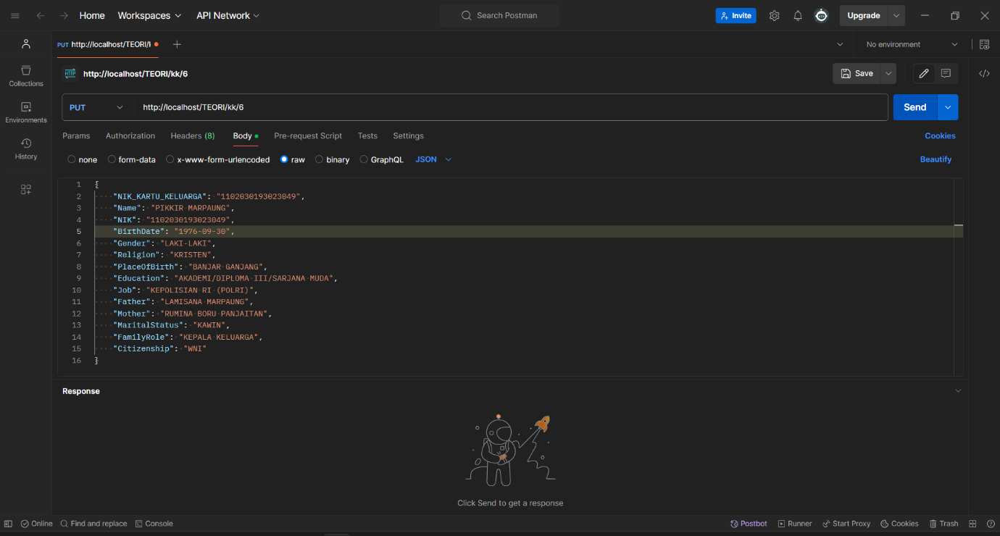 Home Workspaces API Network Search Postman Invite Upgrade
PUT http://localhost/TEORI/ No environment
HTTP http://localhost/TEORI/kk/6 Save
PUT http://localhost/TEORI/kk/6 Send
Collections
Params Authorization Headers (8) Body Pre-request Script Tests Settings Cookies
Environments
none form-data x-www-form-urlencoded raw binary GraphQL JSON Beautify
History
1 {
2 "NIK_KARTU_KELUARGA": "1102030193023049",
3 "Name": "PIKKIR MARPAUNG",
4 "NIK": "1102030193023049",
5 "BirthDate": "1976-09-30",
6 "Gender": "LAKI-LAKI",
7 "Religion": "KRISTEN",
8 "PlaceOfBirth": "BANJAR GANJANG",
9 "Education": "AKADEMI/DIPLOMA III/SARJANA MUDA",
10 "Job": "KEPOLISIAN RI (POLRI)",
11 "Father": "LAMISANA MARPAUNG",
12 "Mother": "RUMINA BORU PANJAITAN",
13 "MaritalStatus": "KAWIN",
14 "FamilyRole": "KEPALA KELUARGA",
15 "Citizenship": "WNI"
16 }
Response
Click Send to get a response
Online Find and replace Console Postbot Runner Start Proxy Cookies Trash